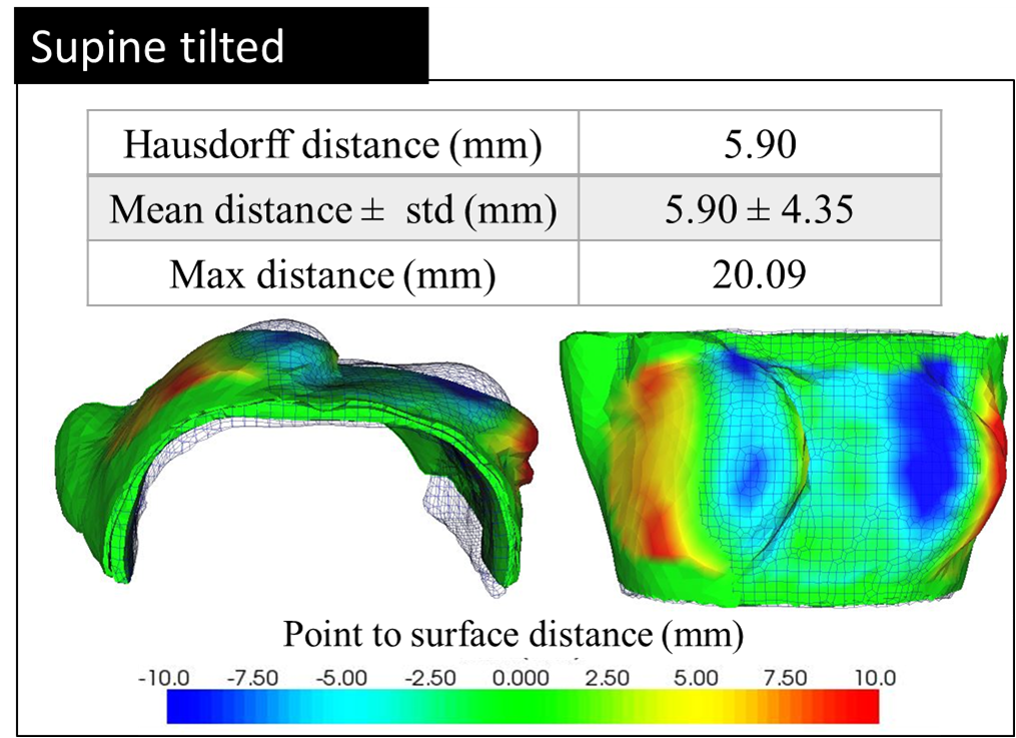 Supine tilted
Hausdorff distance (mm) 5.90
Mean distance ± std (mm) 5.90 ± 4.35
Max distance (mm) 20.09
Point to surface distance (mm)
-10.0 -7.50 -5.00 -2.50 0.000 2.50 5.00 7.50 10.0